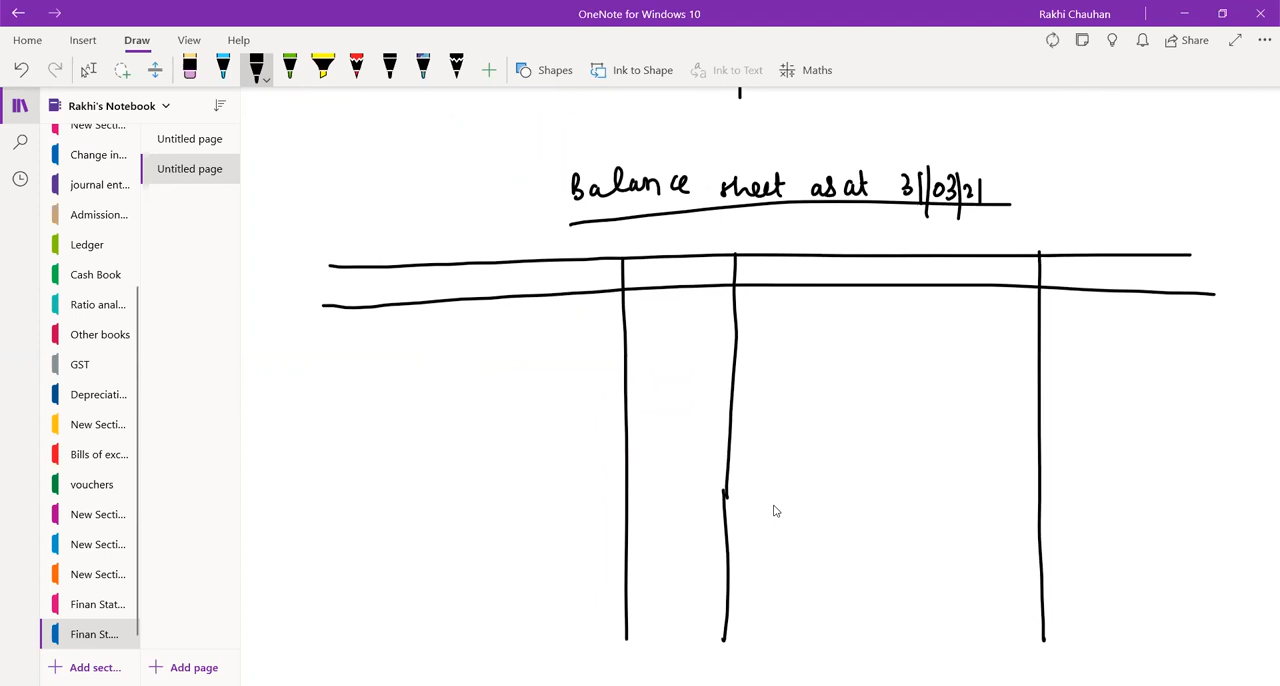 OneNote for Windows 10
Rakhi Chauhan
Home
Insert
Draw
View
Help
Share
Shapes
Ink to Shape
Ink to Text
Maths
Rakhi's Notebook
New Secti...
Change in...
journal ent...
Admission...
Ledger
Cash Book
Ratio anal...
Other books
GST
Depreciati...
New Secti...
Bills of exc...
vouchers
New Secti...
New Secti...
New Secti...
Finan Stat...
Finan St....
Add sect...
Untitled page
Untitled page
Add page
Balance sheet as at 31/03/21